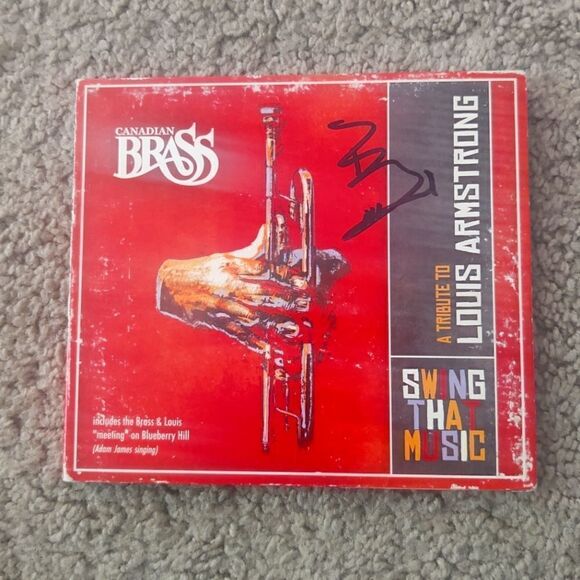 CANADIAN
BRASS
A TRIBUTE TO
LOUIS ARMSTRONG
SWING
THAT
MUSIC
includes the Brass & Louis
"meeting" on Blueberry Hill
(Adam James singing)